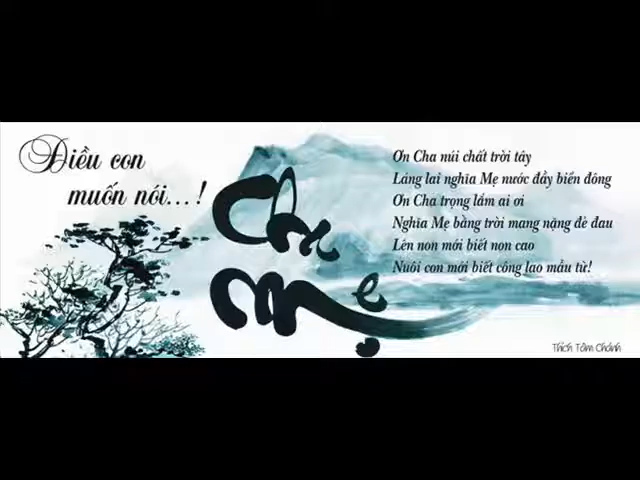 Điều con
muốn nói...!
Cha
Mẹ
Ơn Cha núi chất trời tây
Láng lai nghĩa Mẹ nước đầy biển đông
Ơn Cha trọng lắm ai ơi
Nghĩa Mẹ bằng trời mang nặng đẻ đau
Lên non mới biết non cao
Nuôi con mới biết công lao mẫu từ!
Thích Tâm Chánh